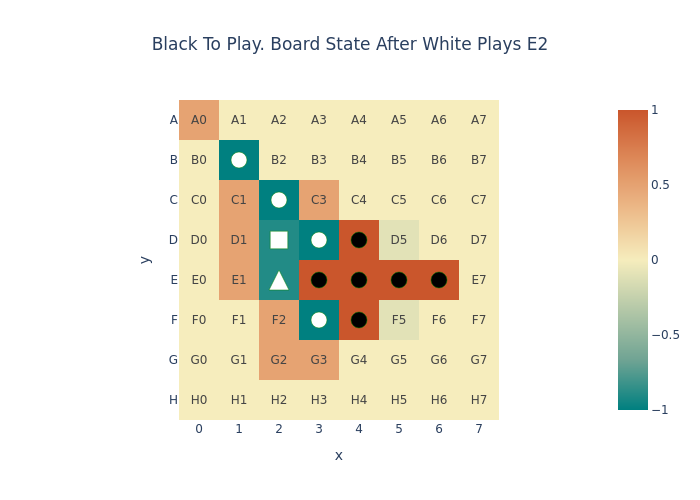 Black To Play. Board State After White Plays E2
A A0 A1 A2 A3 A4 A5 A6 A7
B B0 B2 B3 B4 B5 B6 B7
C C0 C1 C3 C4 C5 C6 C7
D D0 D1 D5 D6 D7
E E0 E1 E7
F F0 F1 F2 F5 F6 F7
G G0 G1 G2 G3 G4 G5 G6 G7
H H0 H1 H2 H3 H4 H5 H6 H7
0 1 2 3 4 5 6 7
x
y
1
0.5
0
−0.5
−1